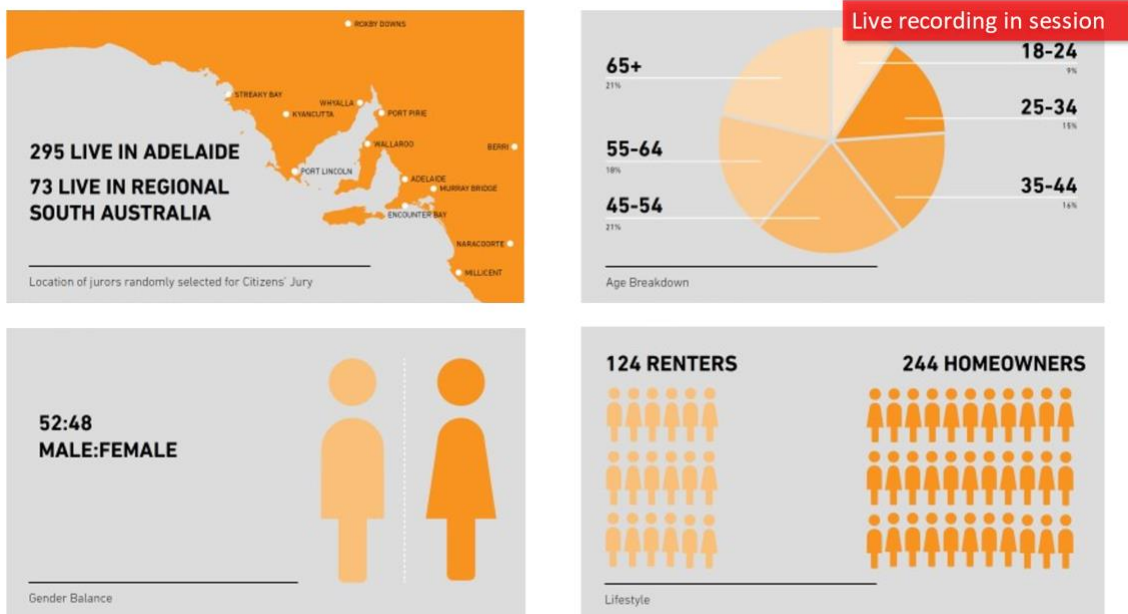 Live recording in session
ROXBY DOWNS
STREAKY BAY
WHYALLA
KYANCUTTA
PORT PIRIE
WALLAROO
BERRI
PORT LINCOLN
ADELAIDE
MURRAY BRIDGE
ENCOUNTER BAY
NARACOORTE
MILLICENT
295 LIVE IN ADELAIDE
73 LIVE IN REGIONAL
SOUTH AUSTRALIA
Location of jurors randomly selected for Citizens' Jury
65+
21%
18-24
9%
25-34
15%
55-64
18%
35-44
16%
45-54
21%
Age Breakdown
52:48
MALE:FEMALE
Gender Balance
124 RENTERS
244 HOMEOWNERS
Lifestyle